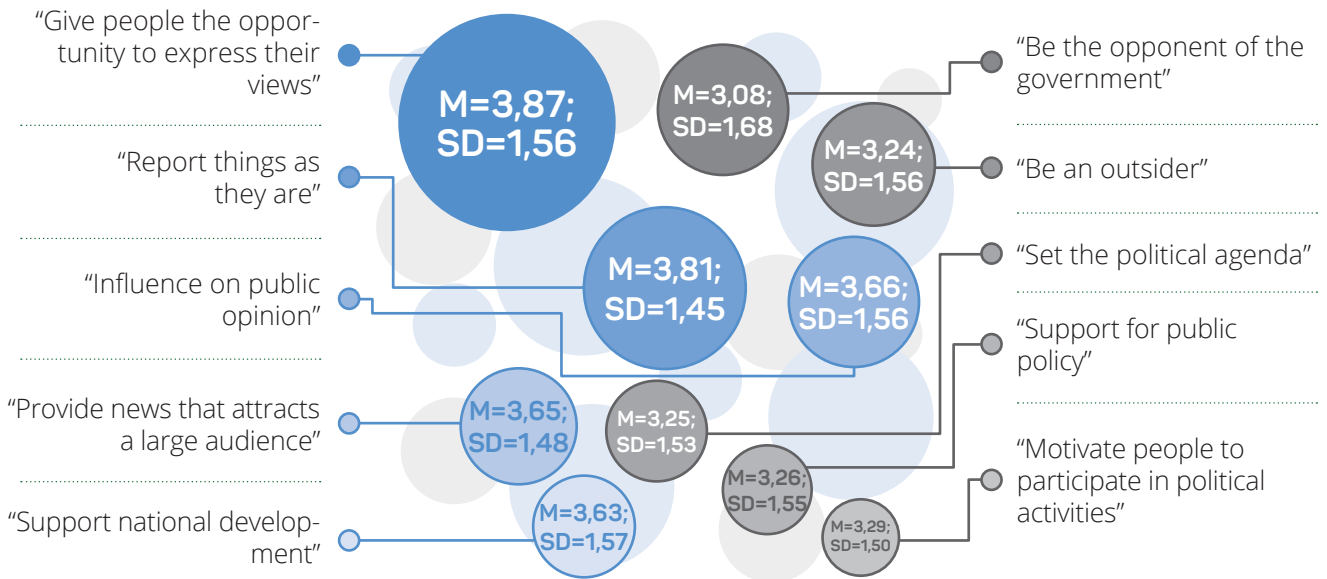 “Give people the oppor-
tunity to express their
views”
M=3,87;
SD=1,56
“Report things as
they are”
M=3,81;
SD=1,45
“Influence on public
opinion”
M=3,66;
SD=1,56
“Provide news that attracts
a large audience”
M=3,65;
SD=1,48
“Support national develop-
ment”
M=3,63;
SD=1,57
“Be the opponent of the
government”
M=3,08;
SD=1,68
“Be an outsider”
M=3,24;
SD=1,56
“Set the political agenda”
M=3,25;
SD=1,53
“Support for public
policy”
M=3,26;
SD=1,55
“Motivate people to
participate in political
activities”
M=3,29;
SD=1,50